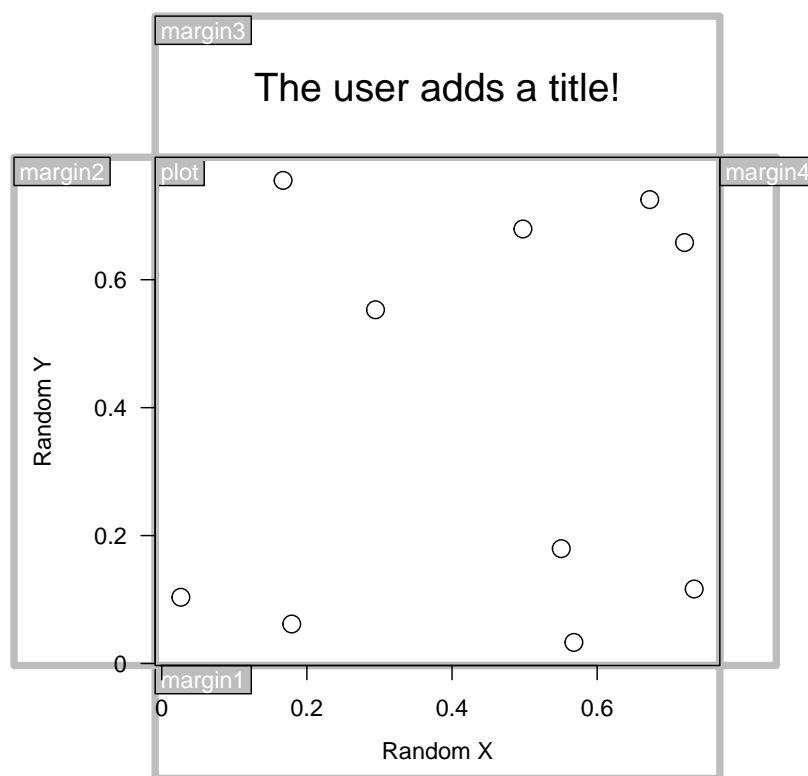 margin3
The user adds a title!
margin2
plot
margin4
0.6
0.4
0.2
0
Random Y
margin1
0
0.2
0.4
0.6
Random X